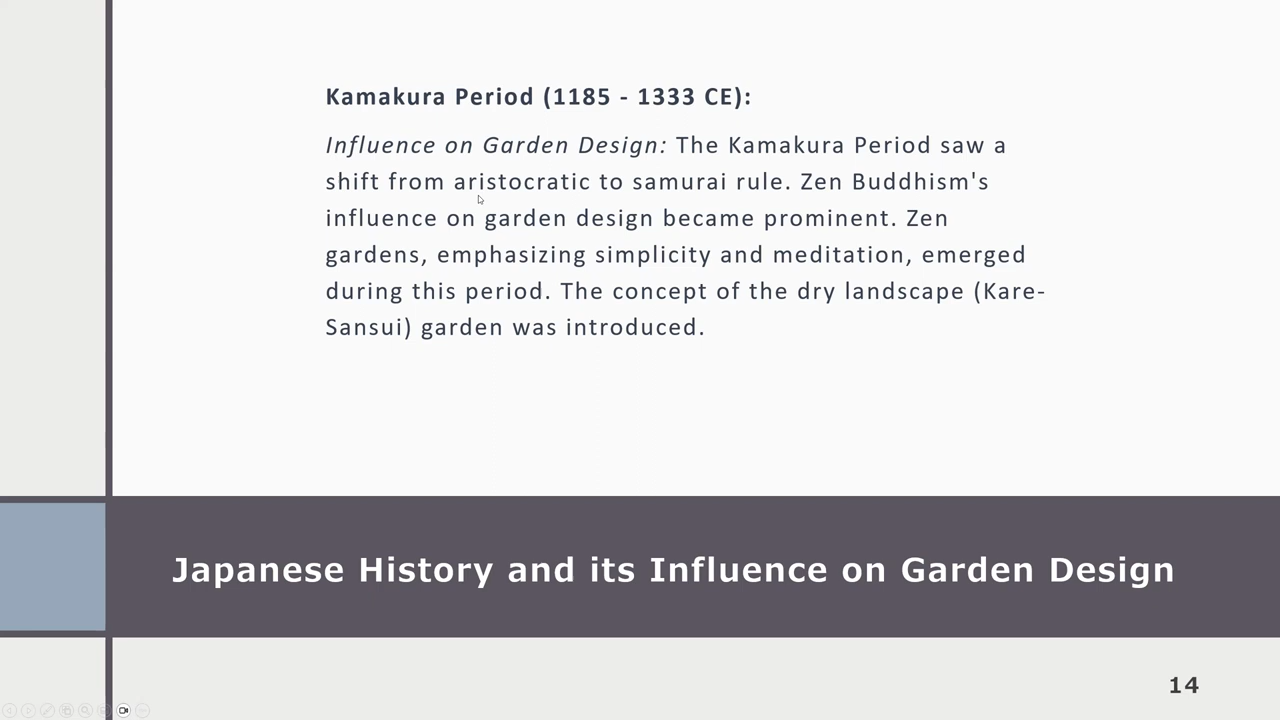 Kamakura Period (1185 - 1333 CE):
Influence on Garden Design: The Kamakura Period saw a
shift from aristocratic to samurai rule. Zen Buddhism's
influence on garden design became prominent. Zen
gardens, emphasizing simplicity and meditation, emerged
during this period. The concept of the dry landscape (Kare-
Sansui) garden was introduced.
Japanese History and its Influence on Garden Design
14